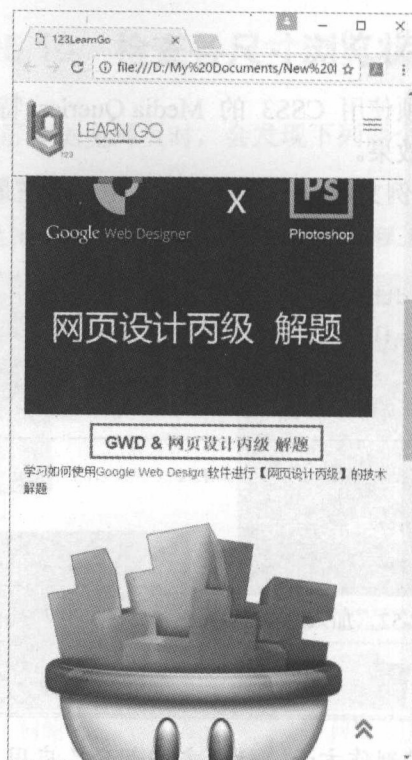 123LearnGo
file:///D:/My%20Documents/New%20
LEARN GO
123
X
Ps
Google Web Designer
Photoshop
网页设计丙级 解题
GWD & 网页设计丙级 解题
学习如何使用Google Web Design 软件进行【网页设计丙级】的技术
解题